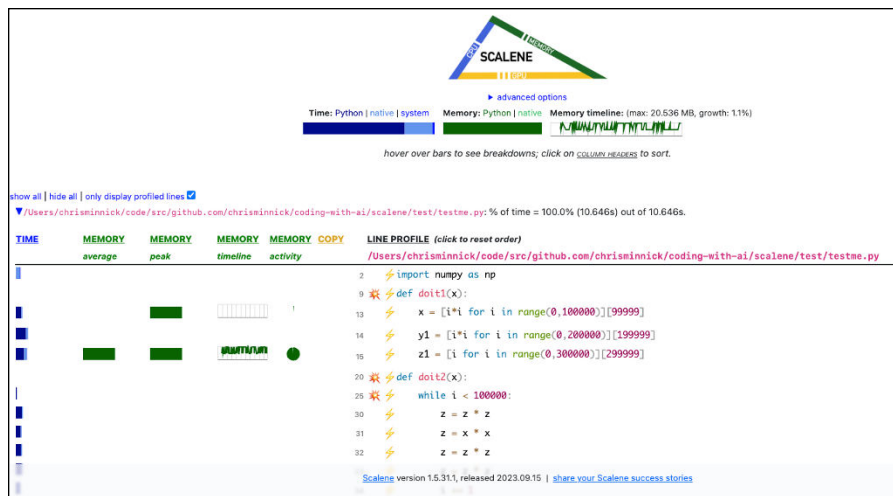 CPU
MEMORY
SCALENE
GPU
► advanced options
Time: Python | native | system Memory: Python | native Memory timeline: (max: 20.536 MB, growth: 1.1%)
hover over bars to see breakdowns; click on COLUMN HEADERS to sort.
show all | hide all | only display profiled lines
▼/Users/chrisminnick/code/src/github.com/chrisminnick/coding-with-ai/scalene/test/testme.py: % of time = 100.0% (10.646s) out of 10.646s.
TIME MEMORY MEMORY MEMORY MEMORY COPY LINE PROFILE (click to reset order)
average peak timeline activity /Users/chrisminnick/code/src/github.com/chrisminnick/coding-with-ai/scalene/test/testme.py
2 import numpy as np
9 def doit1(x):
13 x = [i*i for i in range(0,100000)][99999]
14 y1 = [i*i for i in range(0,200000)][199999]
15 z1 = [i for i in range(0,300000)][299999]
20 def doit2(x):
25 while i < 100000:
30 z = z * z
31 z = x * x
32 z = z * z
Scalene version 1.5.31.1, released 2023.09.15 | share your Scalene success stories